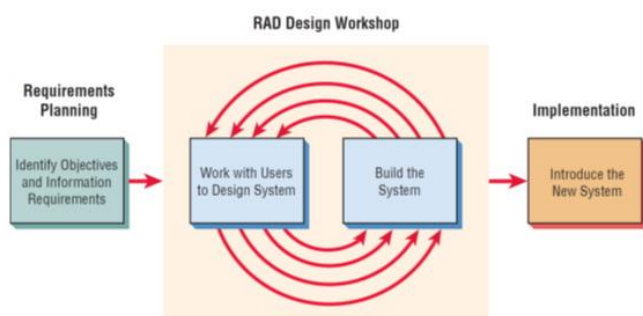 RAD Design Workshop
Requirements
Planning
Identify Objectives
and Information
Requirements
Work with Users
to Design System
Build the
System
Implementation
Introduce the
New System